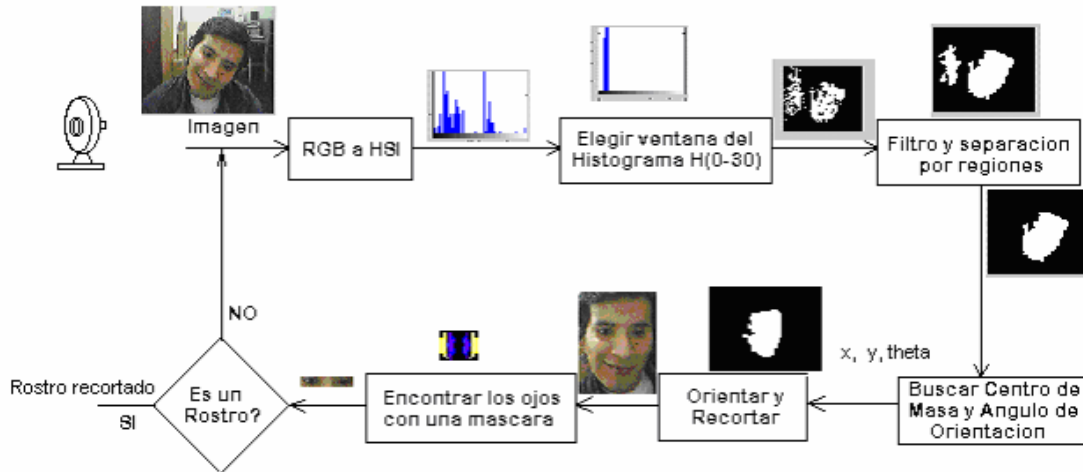 Imagen
RGB a HSI
Elegir ventana del
Histograma H(0-30)
Filtro y separacion
por regiones
x, y, theta
Buscar Centro de
Masa y Angulo de
Orientacion
Orientar y
Recortar
Encontrar los ojos
con una mascara
Es un
Rostro?
NO
Rostro recortado
SI